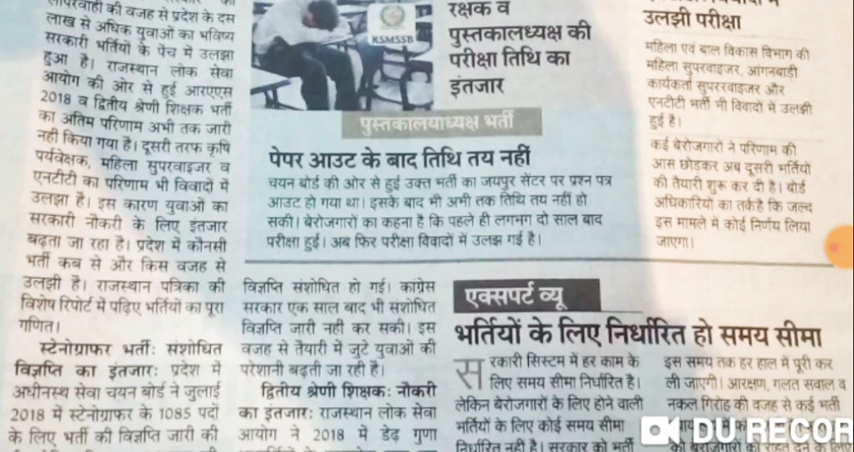 लापरवाही की वजह से प्रदेश के दस
लाख से अधिक युवाओं का भविष्य
सरकारी भर्तियों के पेंच में उलझा
हुआ है। राजस्थान लोक सेवा
आयोग की ओर से हुई आरएएस
2018 व द्वितीय श्रेणी शिक्षक भर्ती
का अंतिम परिणाम अभी तक जारी
नहीं किया गया है। दूसरी तरफ कृषि
पर्यवेक्षक, महिला सुपरवाइजर व
एनटीटी का परिणाम भी विवादों में
उलझा है। इस कारण युवाओं का
सरकारी नौकरी के लिए इंतजार
बढ़ता जा रहा है। प्रदेश में कौनसी
भर्ती कब से और किस वजह से
उलझी है। राजस्थान पत्रिका की
विशेष रिपोर्ट में पढ़िए भर्तियों का पूरा
गणित।
स्टेनोग्राफर भर्ती: संशोधित
विज्ञप्ति का इंतजार: प्रदेश में
अधीनस्थ सेवा चयन बोर्ड ने जुलाई
2018 में स्टेनोग्राफर के 1085 पदों
के लिए भर्ती की विज्ञप्ति जारी की
RSMSSB
रक्षक व
पुस्तकालध्यक्ष की
परीक्षा तिथि का
इंतजार
पुस्तकालयाध्यक्ष भर्ती
पेपर आउट के बाद तिथि तय नहीं
चयन बोर्ड की ओर से हुई उक्त भर्ती का जयपुर सेंटर पर प्रश्न पत्र
आउट हो गया था। इसके बाद भी अभी तक तिथि तय नहीं हो
सकी। बेरोजगारों का कहना है कि पहले ही लगभग दो साल बाद
परीक्षा हुई। अब फिर परीक्षा विवादों में उलझ गई है।
उलझी परीक्षा
महिला एवं बाल विकास विभाग की
महिला सुपरवाइजर, आंगनबाड़ी
कार्यकर्ता सुपररवाइजर और
एनटीटी भर्ती भी विवादों में उलझी
हुई है।
कई बेरोजगारों ने परिणाम की
आस छोड़कर अब दूसरी भर्तियों
की तैयारी शुरू कर दी है। बोर्ड
अधिकारियों का तर्क है कि जल्द
इस मामले में कोई निर्णय लिया
जाएगा।
विज्ञप्ति संशोधित हो गई। कांग्रेस
सरकार एक साल बाद भी संशोधित
विज्ञप्ति जारी नही कर सकी। इस
वजह से तैयारी में जुटे युवाओं की
परेशानी बढ़ती जा रही है।
द्वितीय श्रेणी शिक्षक: नौकरी
का इंतजार: राजस्थान लोक सेवा
आयोग ने 2018 में डेढ़ गुणा
एक्सपर्ट व्यू
भर्तियों के लिए निर्धारित हो समय सीमा
सरकारी सिस्टम में हर काम के
लिए समय सीमा निर्धारित है।
लेकिन बेरोजगारों के लिए होने वाली
भर्तियों के लिए कोई समय सीमा
निर्धारित नही है। सरकार को भर्ती
इस समय तक हर हाल में पूरी कर
ली जाएगी। आरक्षण, गलत सवाल व
नकल गिरोह की वजह से कई भर्ती
को बेरोजगारों को राहत देने के लिए
DU RECOR